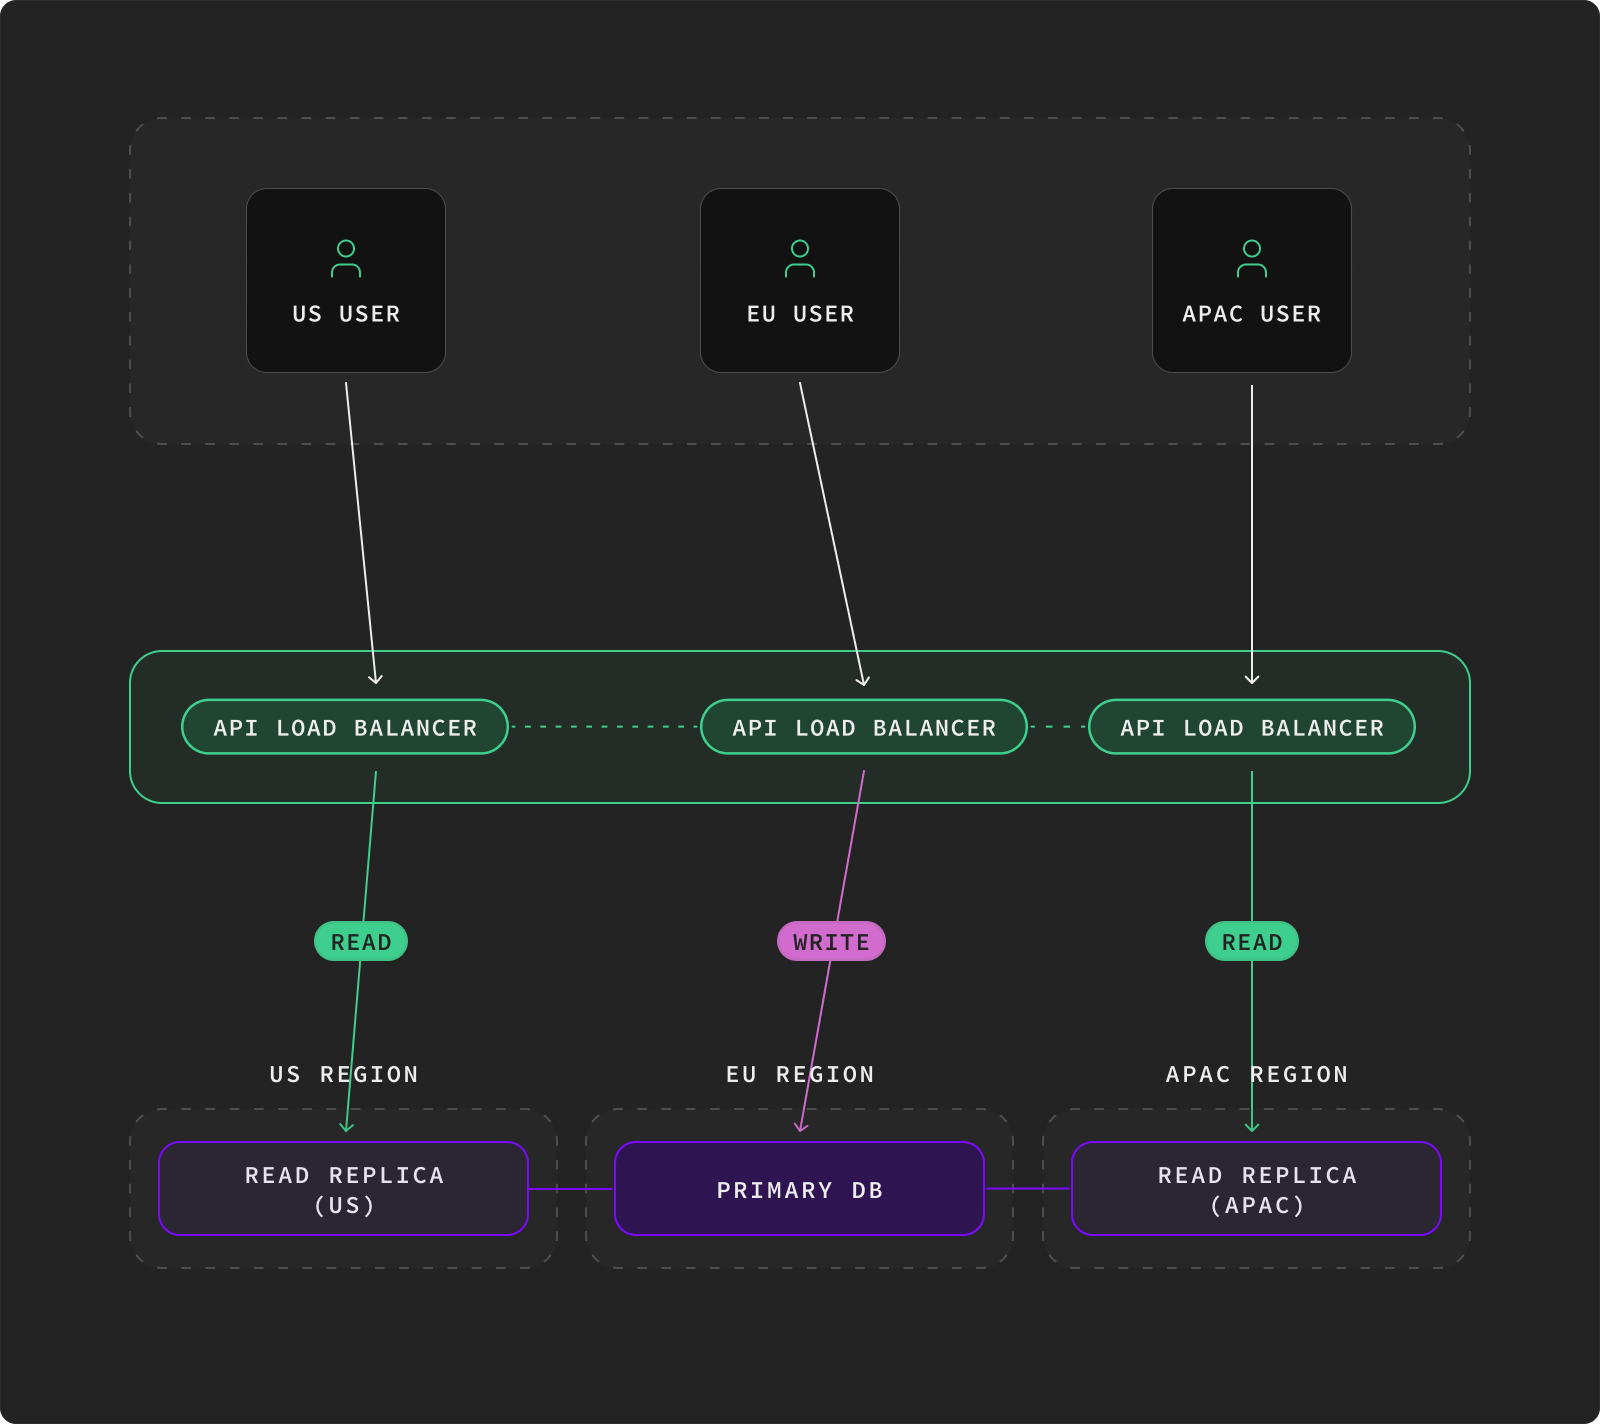 US USER
EU USER
APAC USER
API LOAD BALANCER
API LOAD BALANCER
API LOAD BALANCER
READ
WRITE
READ
US REGION
EU REGION
APAC REGION
READ REPLICA
(US)
PRIMARY DB
READ REPLICA
(APAC)